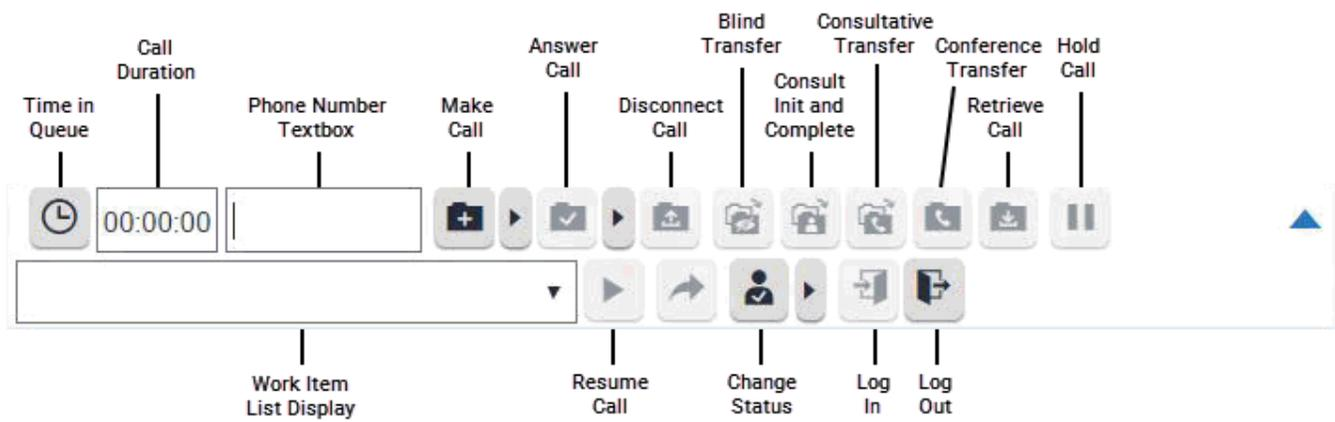 Blind
Transfer
Consultative
Transfer
Call
Duration
Answer
Call
Conference
Transfer
Hold
Call
Consult
Init and
Complete
Time in
Queue
Phone Number
Textbox
Make
Call
Disconnect
Call
Retrieve
Call
00:00:00
Work Item
List Display
Resume
Call
Change
Status
Log
In
Log
Out